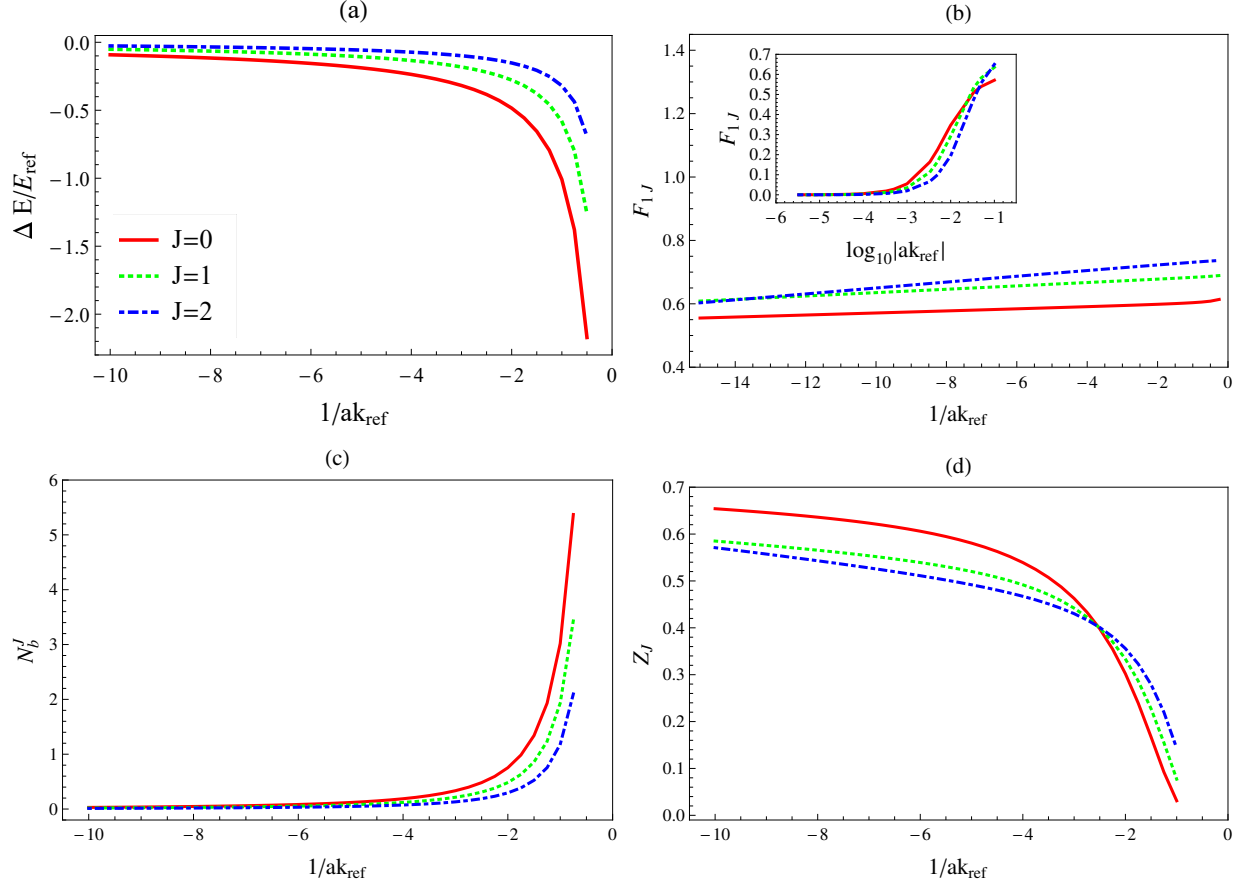 (a)
0.0
−0.5
−1.0
−1.5
−2.0
Δ E/E_ref
J=0
J=1
J=2
−10 −8 −6 −4 −2 0
1/ak_ref
(b)
1.4
1.2
1.0
0.8
0.6
0.4
F_{1J}
0.7
0.6
0.5
0.4
0.3
0.2
0.1
0.0
F_{1J}
−6 −5 −4 −3 −2 −1
log_10|ak_ref|
−14 −12 −10 −8 −6 −4 −2 0
1/ak_ref
(c)
6
5
4
3
2
1
0
N_b^J
−10 −8 −6 −4 −2 0
1/ak_ref
(d)
0.7
0.6
0.5
0.4
0.3
0.2
0.1
0.0
Z_J
−10 −8 −6 −4 −2 0
1/ak_ref